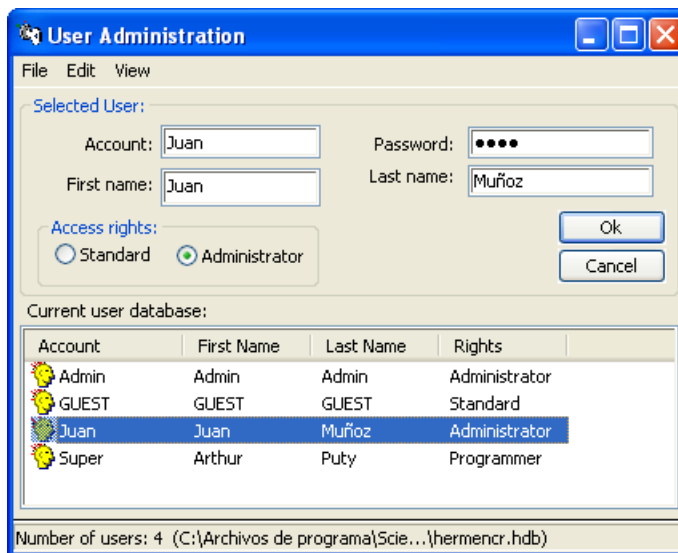 User Administration
File Edit View
Selected User:
Account: Juan Password: ●●●●
First name: Juan Last name: Muñoz
Access rights:
Standard Administrator
Ok
Cancel
Current user database:
Account First Name Last Name Rights
Admin Admin Admin Administrator
GUEST GUEST GUEST Standard
Juan Juan Muñoz Administrator
Super Arthur Puty Programmer
Number of users: 4 (C:\Archivos de programa\Scie...\hermencr.hdb)